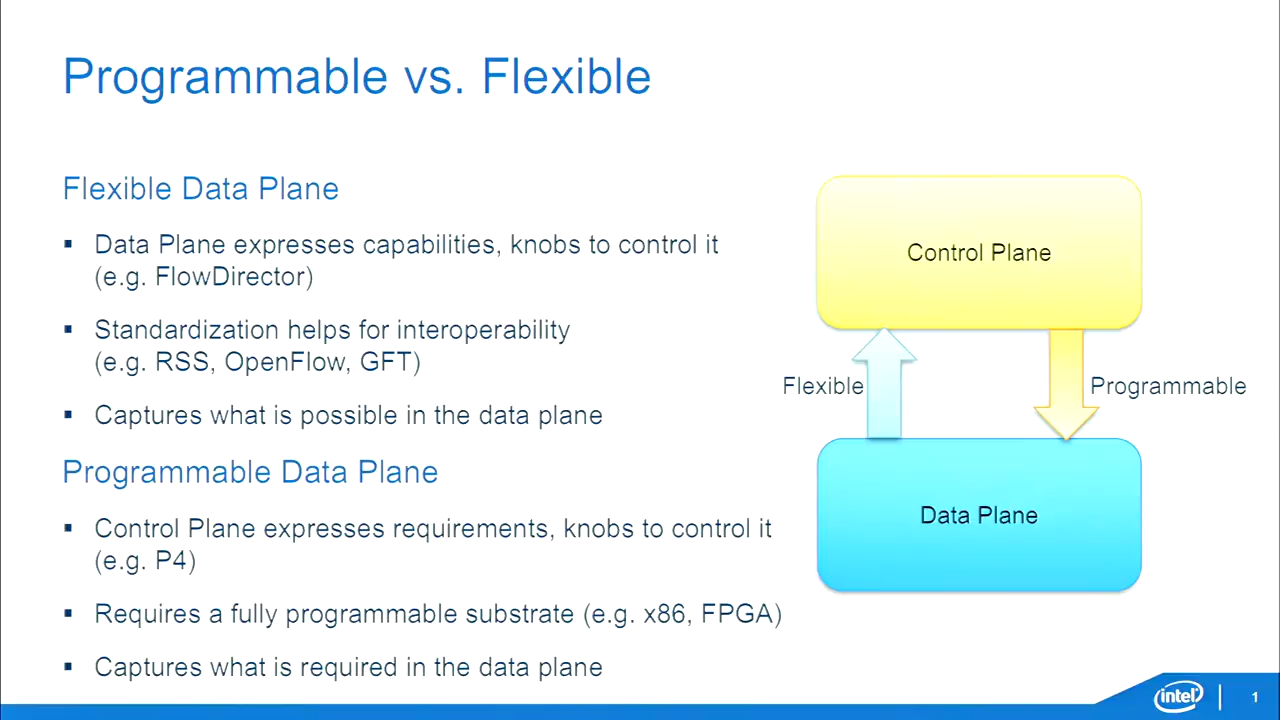 Programmable vs. Flexible
Flexible Data Plane
▪ Data Plane expresses capabilities, knobs to control it
(e.g. FlowDirector)
▪ Standardization helps for interoperability
(e.g. RSS, OpenFlow, GFT)
▪ Captures what is possible in the data plane
Programmable Data Plane
▪ Control Plane expresses requirements, knobs to control it
(e.g. P4)
▪ Requires a fully programmable substrate (e.g. x86, FPGA)
▪ Captures what is required in the data plane
Control Plane
Flexible
Programmable
Data Plane
intel
1